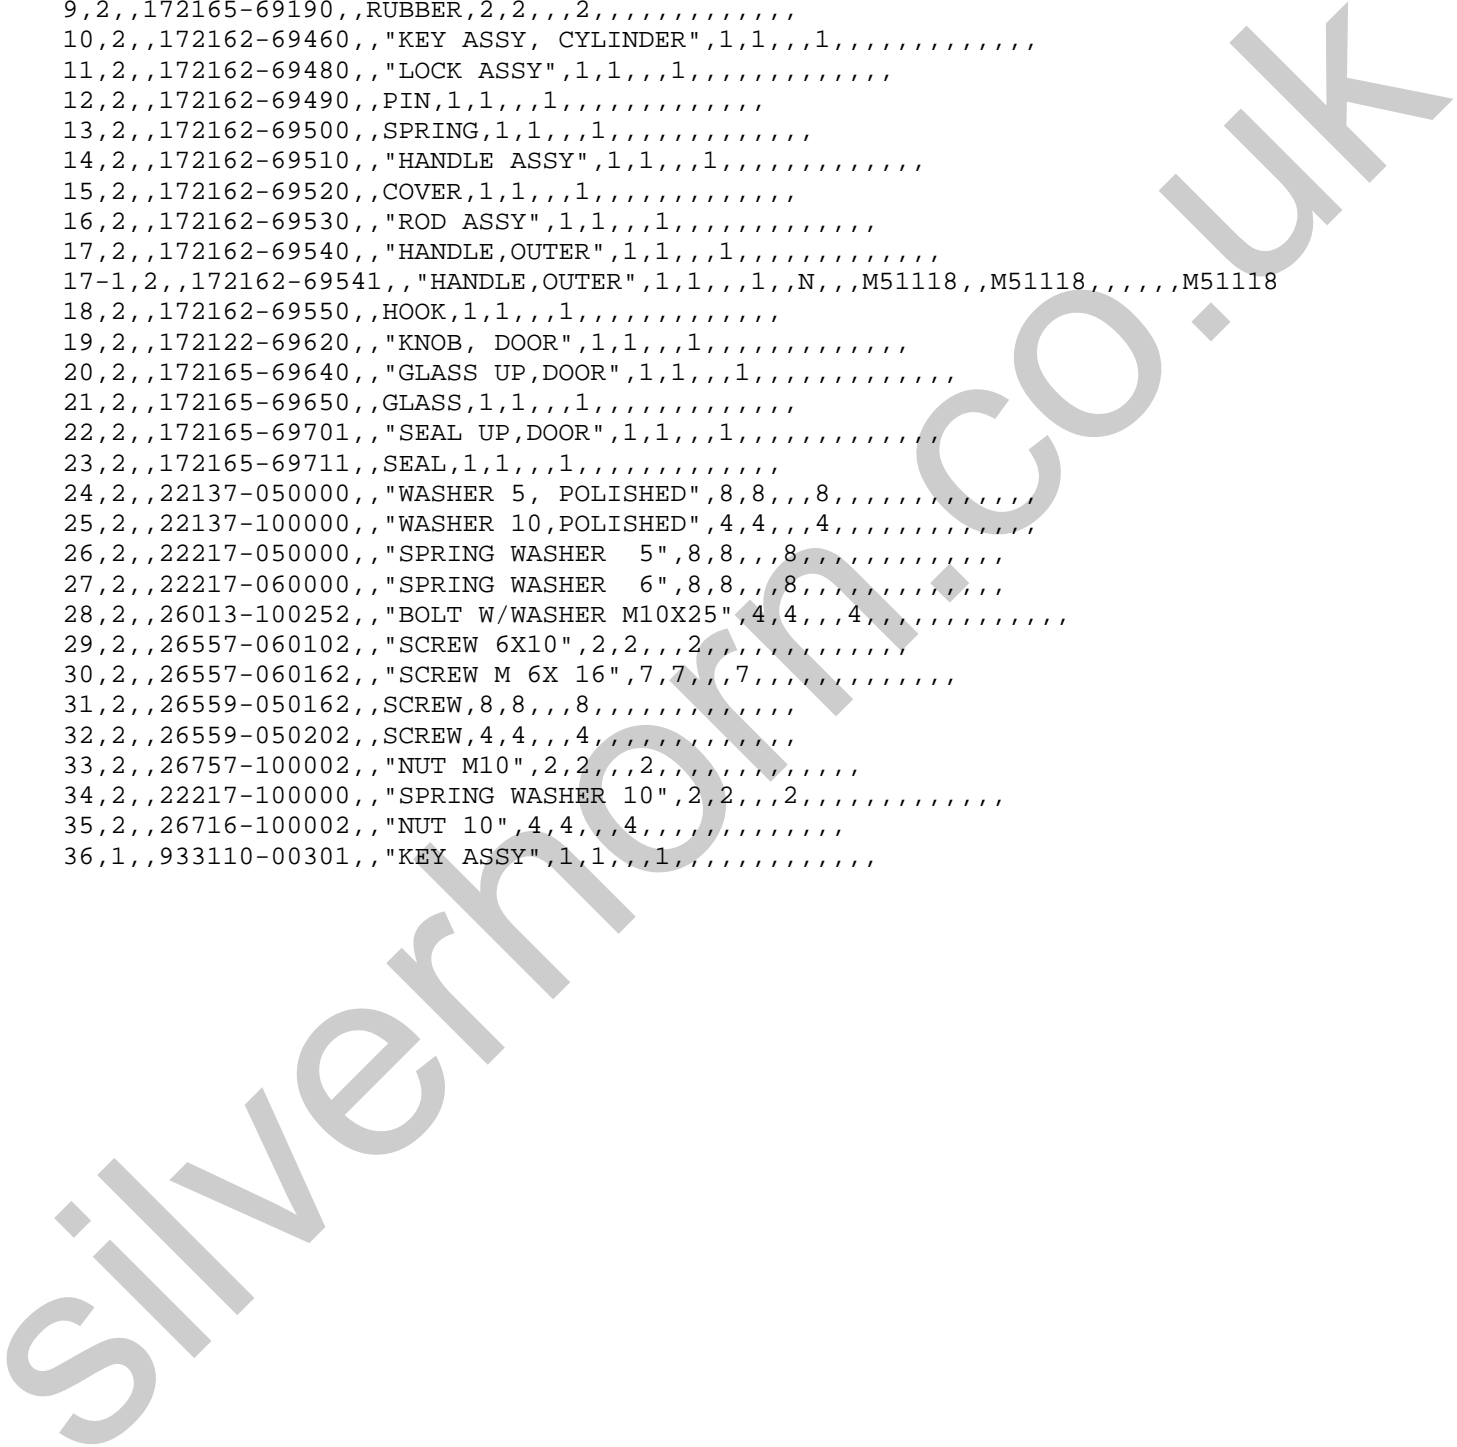 9,2,,172165-69190,,RUBBER,2,2,,,2,,,,,,,,,,,,,
10,2,,172162-69460,,"KEY ASSY, CYLINDER",1,1,,,1,,,,,,,,,,,,,
11,2,,172162-69480,,"LOCK ASSY",1,1,,,1,,,,,,,,,,,,,
12,2,,172162-69490,,PIN,1,1,,,1,,,,,,,,,,,,,
13,2,,172162-69500,,SPRING,1,1,,,1,,,,,,,,,,,,,
14,2,,172162-69510,,"HANDLE ASSY",1,1,,,1,,,,,,,,,,,,,
15,2,,172162-69520,,COVER,1,1,,,1,,,,,,,,,,,,,
16,2,,172162-69530,,"ROD ASSY",1,1,,,1,,,,,,,,,,,,,
17,2,,172162-69540,,"HANDLE,OUTER",1,1,,,1,,,,,,,,,,,,,
17-1,2,,172162-69541,,"HANDLE,OUTER",1,1,,,1,,N,,,M51118,,M51118,,,,,,M51118
18,2,,172162-69550,,HOOK,1,1,,,1,,,,,,,,,,,,,
19,2,,172122-69620,,"KNOB, DOOR",1,1,,,1,,,,,,,,,,,,,
20,2,,172165-69640,,"GLASS UP,DOOR",1,1,,,1,,,,,,,,,,,,,
21,2,,172165-69650,,GLASS,1,1,,,1,,,,,,,,,,,,,
22,2,,172165-69701,,"SEAL UP,DOOR",1,1,,,1,,,,,,,,,,,,,
23,2,,172165-69711,,SEAL,1,1,,,1,,,,,,,,,,,,,
24,2,,22137-050000,,"WASHER 5, POLISHED",8,8,,,8,,,,,,,,,,,,,
25,2,,22137-100000,,"WASHER 10,POLISHED",4,4,,,4,,,,,,,,,,,,,
26,2,,22217-050000,,"SPRING WASHER  5",8,8,,,8,,,,,,,,,,,,,
27,2,,22217-060000,,"SPRING WASHER  6",8,8,,,8,,,,,,,,,,,,,
28,2,,26013-100252,,"BOLT W/WASHER M10X25",4,4,,,4,,,,,,,,,,,,,
29,2,,26557-060102,,"SCREW 6X10",2,2,,,2,,,,,,,,,,,,,
30,2,,26557-060162,,"SCREW M 6X 16",7,7,,,7,,,,,,,,,,,,,
31,2,,26559-050162,,SCREW,8,8,,,8,,,,,,,,,,,,,
32,2,,26559-050202,,SCREW,4,4,,,4,,,,,,,,,,,,,
33,2,,26757-100002,,"NUT M10",2,2,,,2,,,,,,,,,,,,,
34,2,,22217-100000,,"SPRING WASHER 10",2,2,,,2,,,,,,,,,,,,,
35,2,,26716-100002,,"NUT 10",4,4,,,4,,,,,,,,,,,,,
36,1,,933110-00301,,"KEY ASSY",1,1,,,1,,,,,,,,,,,,,
silverhorn.co.uk